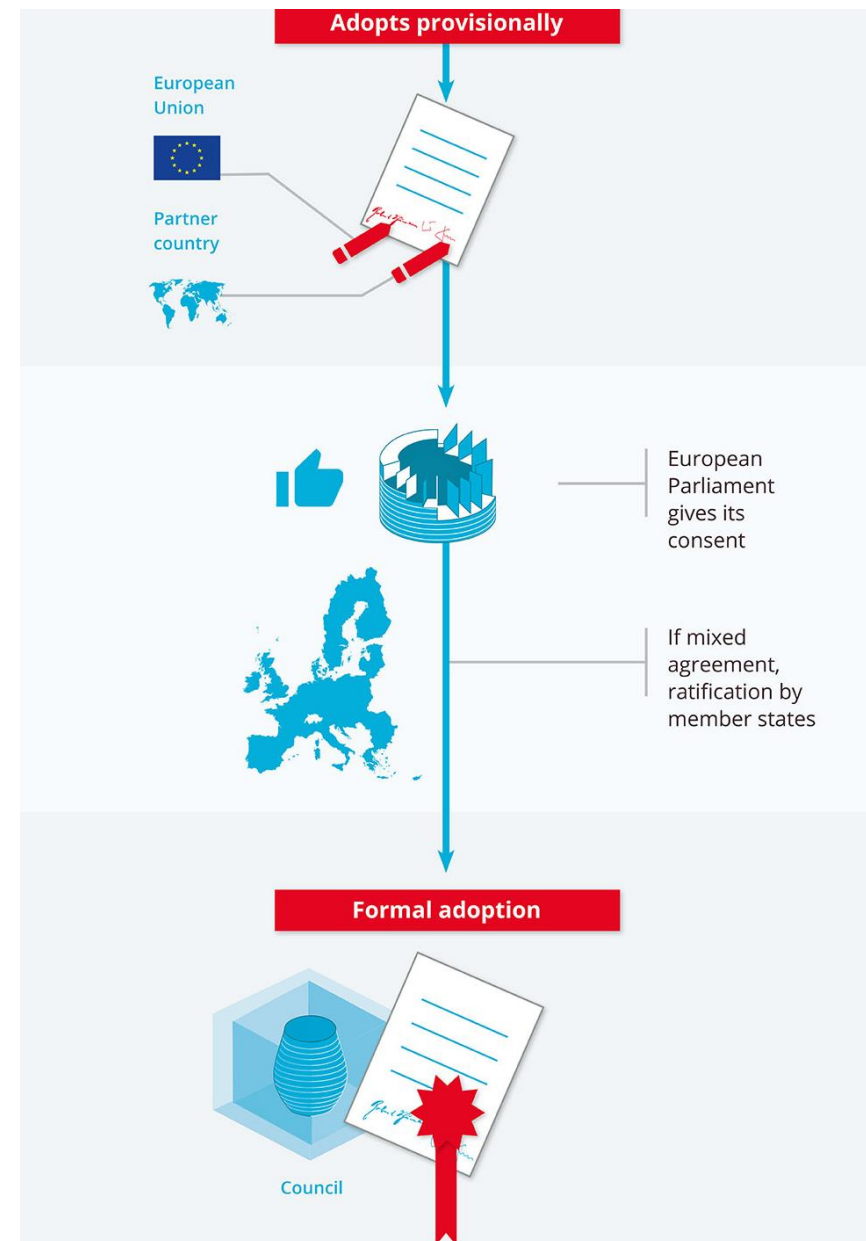 Adopts provisionally
European
Union
Partner
country
European
Parliament
gives its
consent
If mixed
agreement,
ratification by
member states
Formal adoption
Council